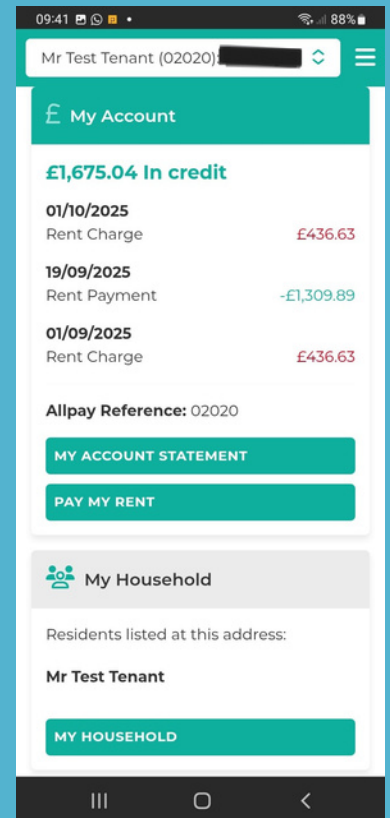 09:41
88%
Mr Test Tenant (02020)
£ My Account
£1,675.04 In credit
01/10/2025
Rent Charge £436.63
19/09/2025
Rent Payment -£1,309.89
01/09/2025
Rent Charge £436.63
Allpay Reference: 02020
MY ACCOUNT STATEMENT
PAY MY RENT
My Household
Residents listed at this address:
Mr Test Tenant
MY HOUSEHOLD